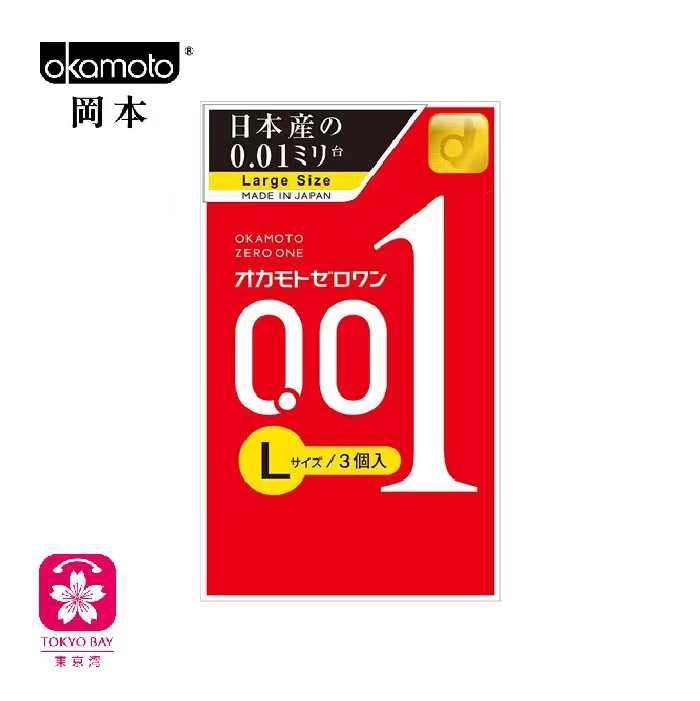 okamoto®
岡本
日本産の
0.01ミリ台
Large Size
MADE IN JAPAN
OKAMOTO
ZERO ONE
オカモトゼロワン
0.01
Lサイズ/3個入
TOKYO BAY
東京湾